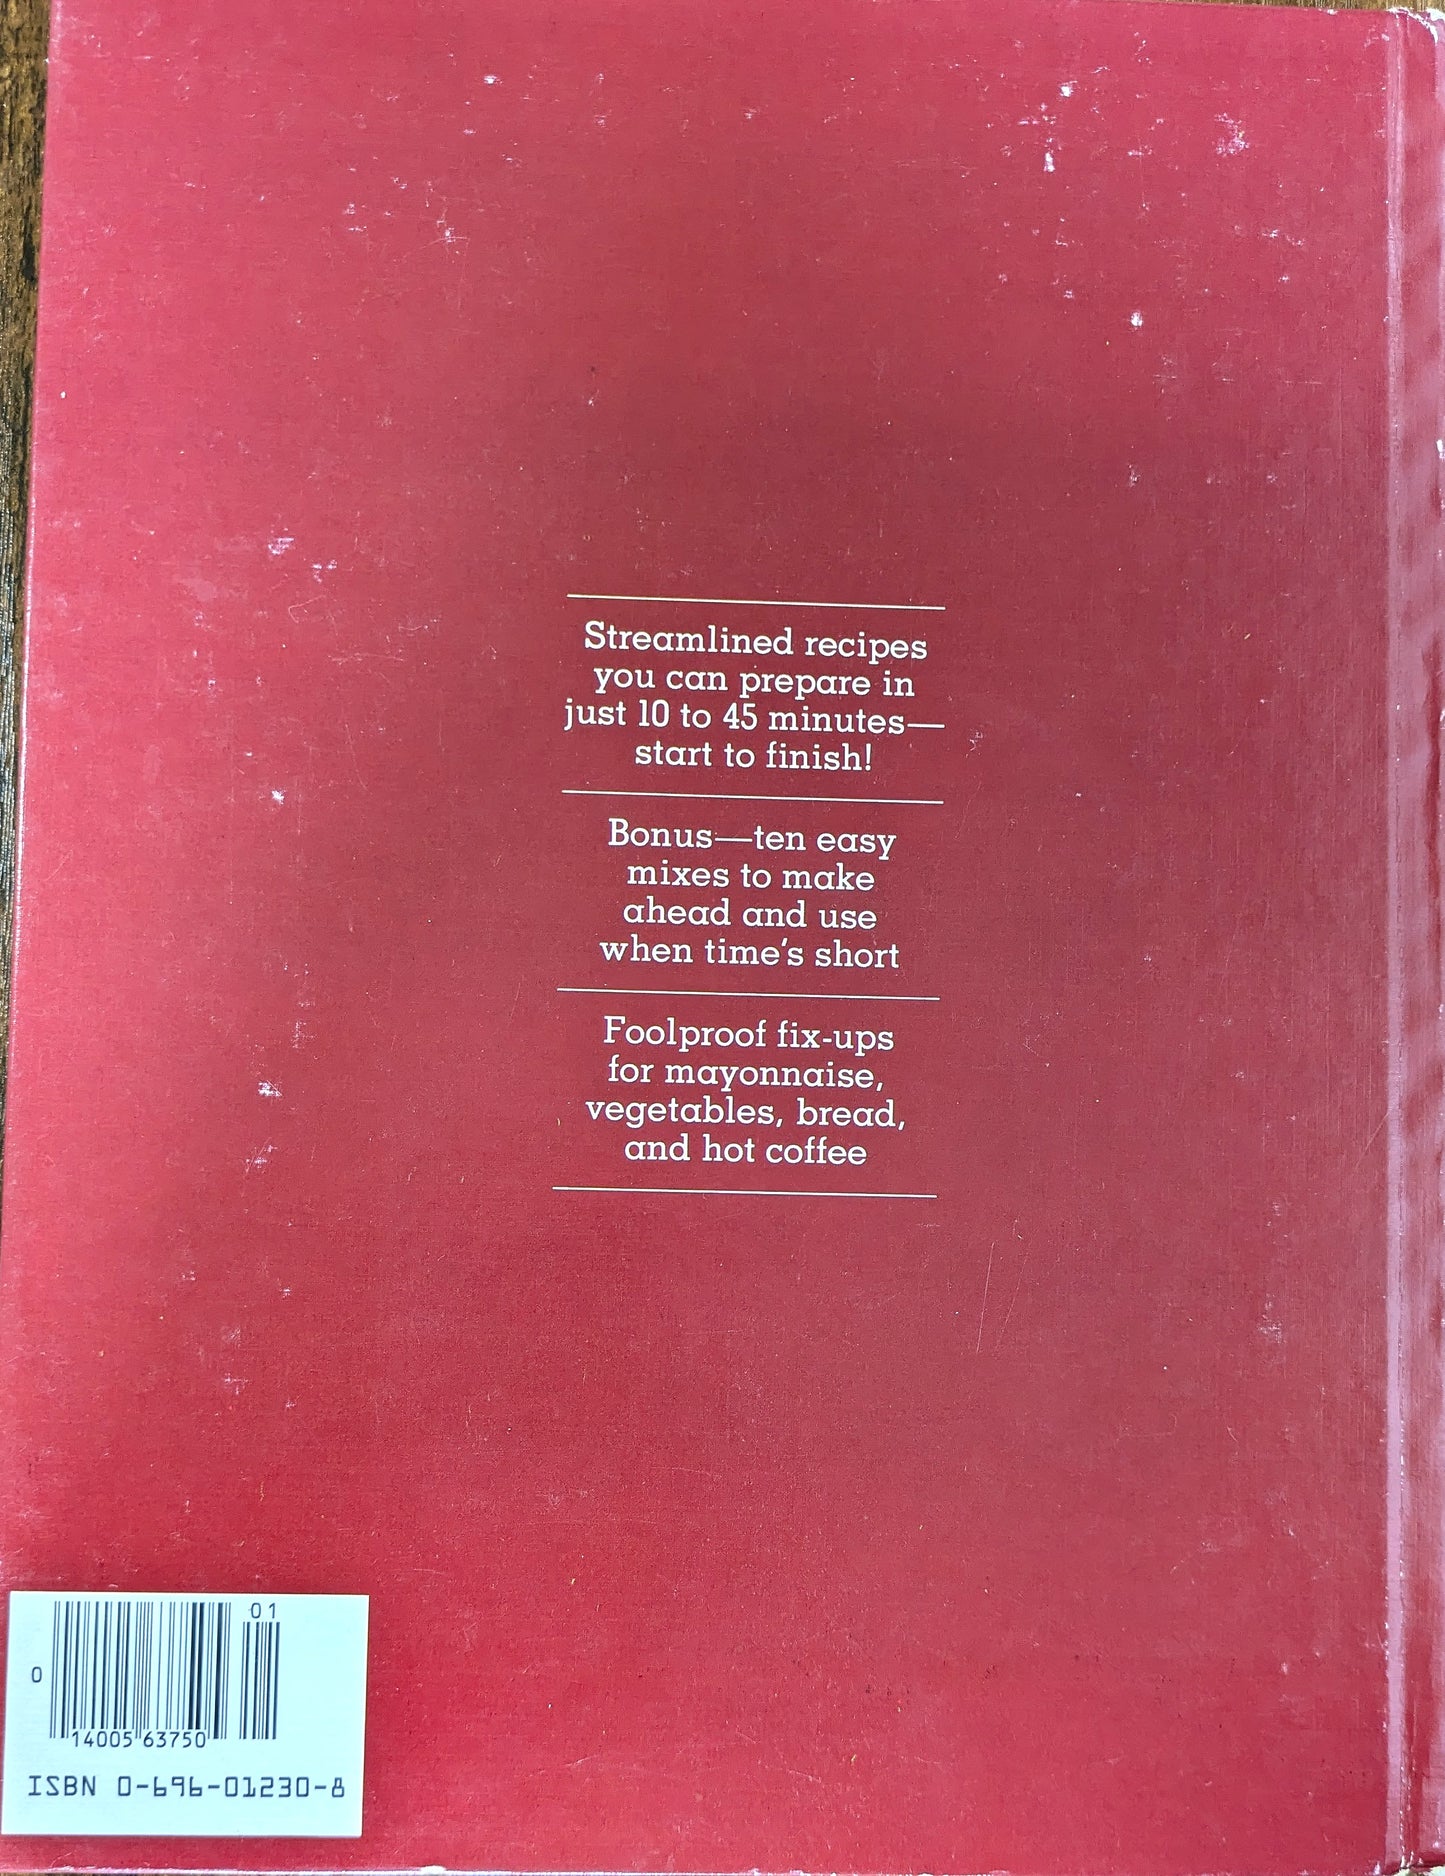 Streamlined recipes
you can prepare in
just 10 to 45 minutes—
start to finish!
Bonus—ten easy
mixes to make
ahead and use
when time's short
Foolproof fix-ups
for mayonnaise,
vegetables, bread,
and hot coffee
01
0
14005 63750
ISBN 0-696-01230-8